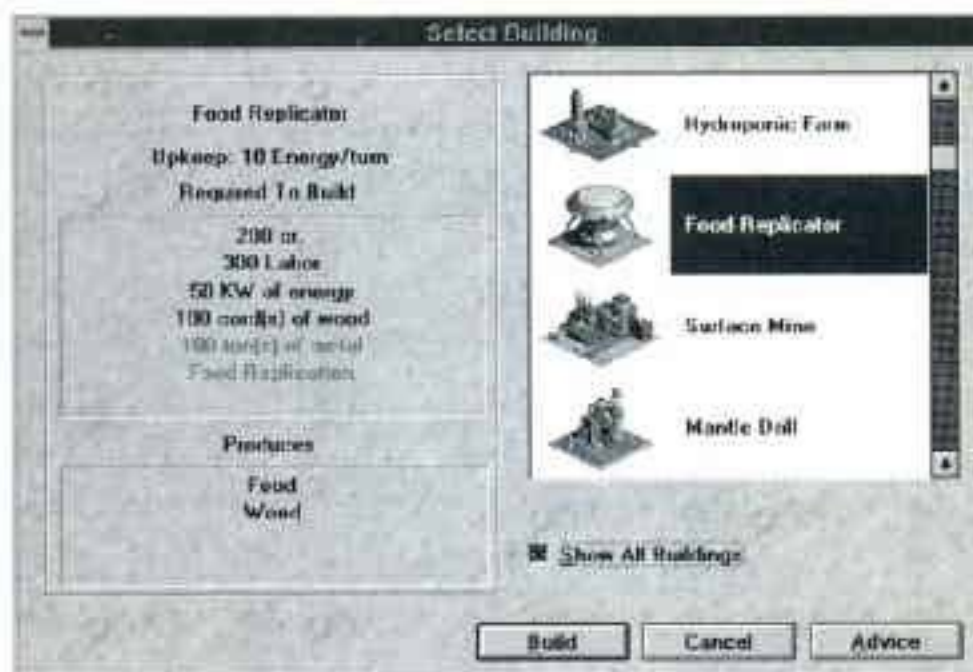 Select Building
Food Replicator
Upkeep: 10 Energy/turn
Required To Build
200 cr.
300 Labor
50 KW of energy
100 cord(s) of wood
100 ton(s) of metal
Food Replication
Produces
Food
Wood
Hydroponic Farm
Food Replicator
Surface Mine
Mantle Drill
Show All Buildings
Build
Cancel
Advice